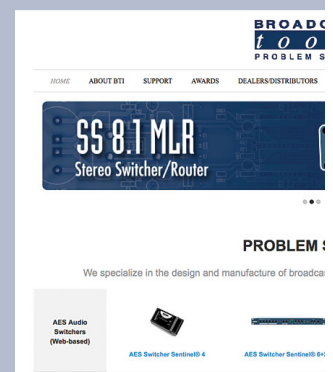 BROADC
too
PROBLEM S
HOME ABOUT BTI SUPPORT AWARDS DEALERS/DISTRIBUTORS
SS 8.1 MLR
Stereo Switcher/Router
PROBLEM S
We specialize in the design and manufacture of broadcas
AES Audio
Switchers
(Web-based)
AES Switcher Sentinel® 4 AES Switcher Sentinel® 6+